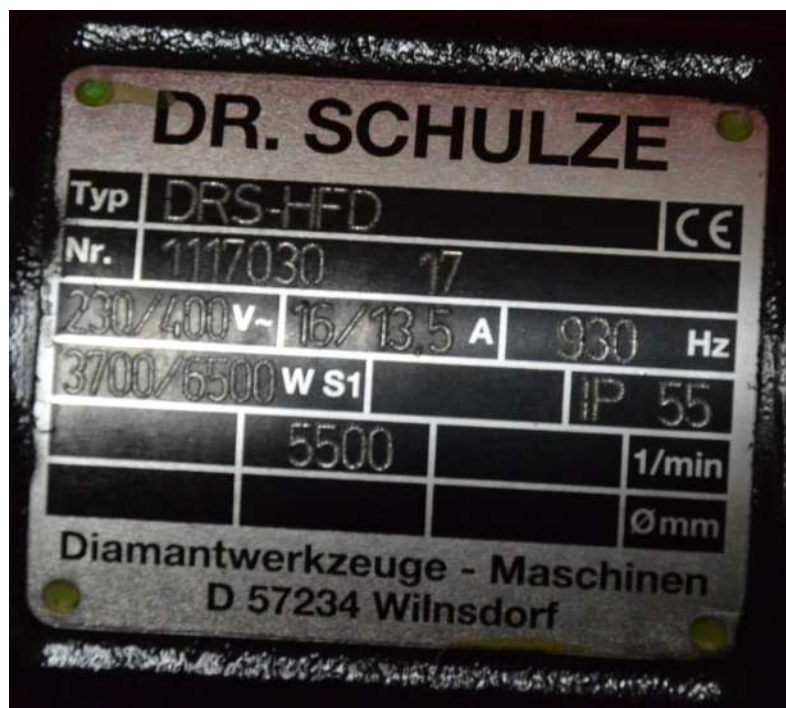 DR. SCHULZE
Typ DRS-HFD CE
Nr. 1117030 17
230/400 V~ 16/13,5 A 930 Hz
3700/6500 W S1 IP 55
5500 1/min
Ø mm
Diamantwerkzeuge - Maschinen
D 57234 Wilnsdorf